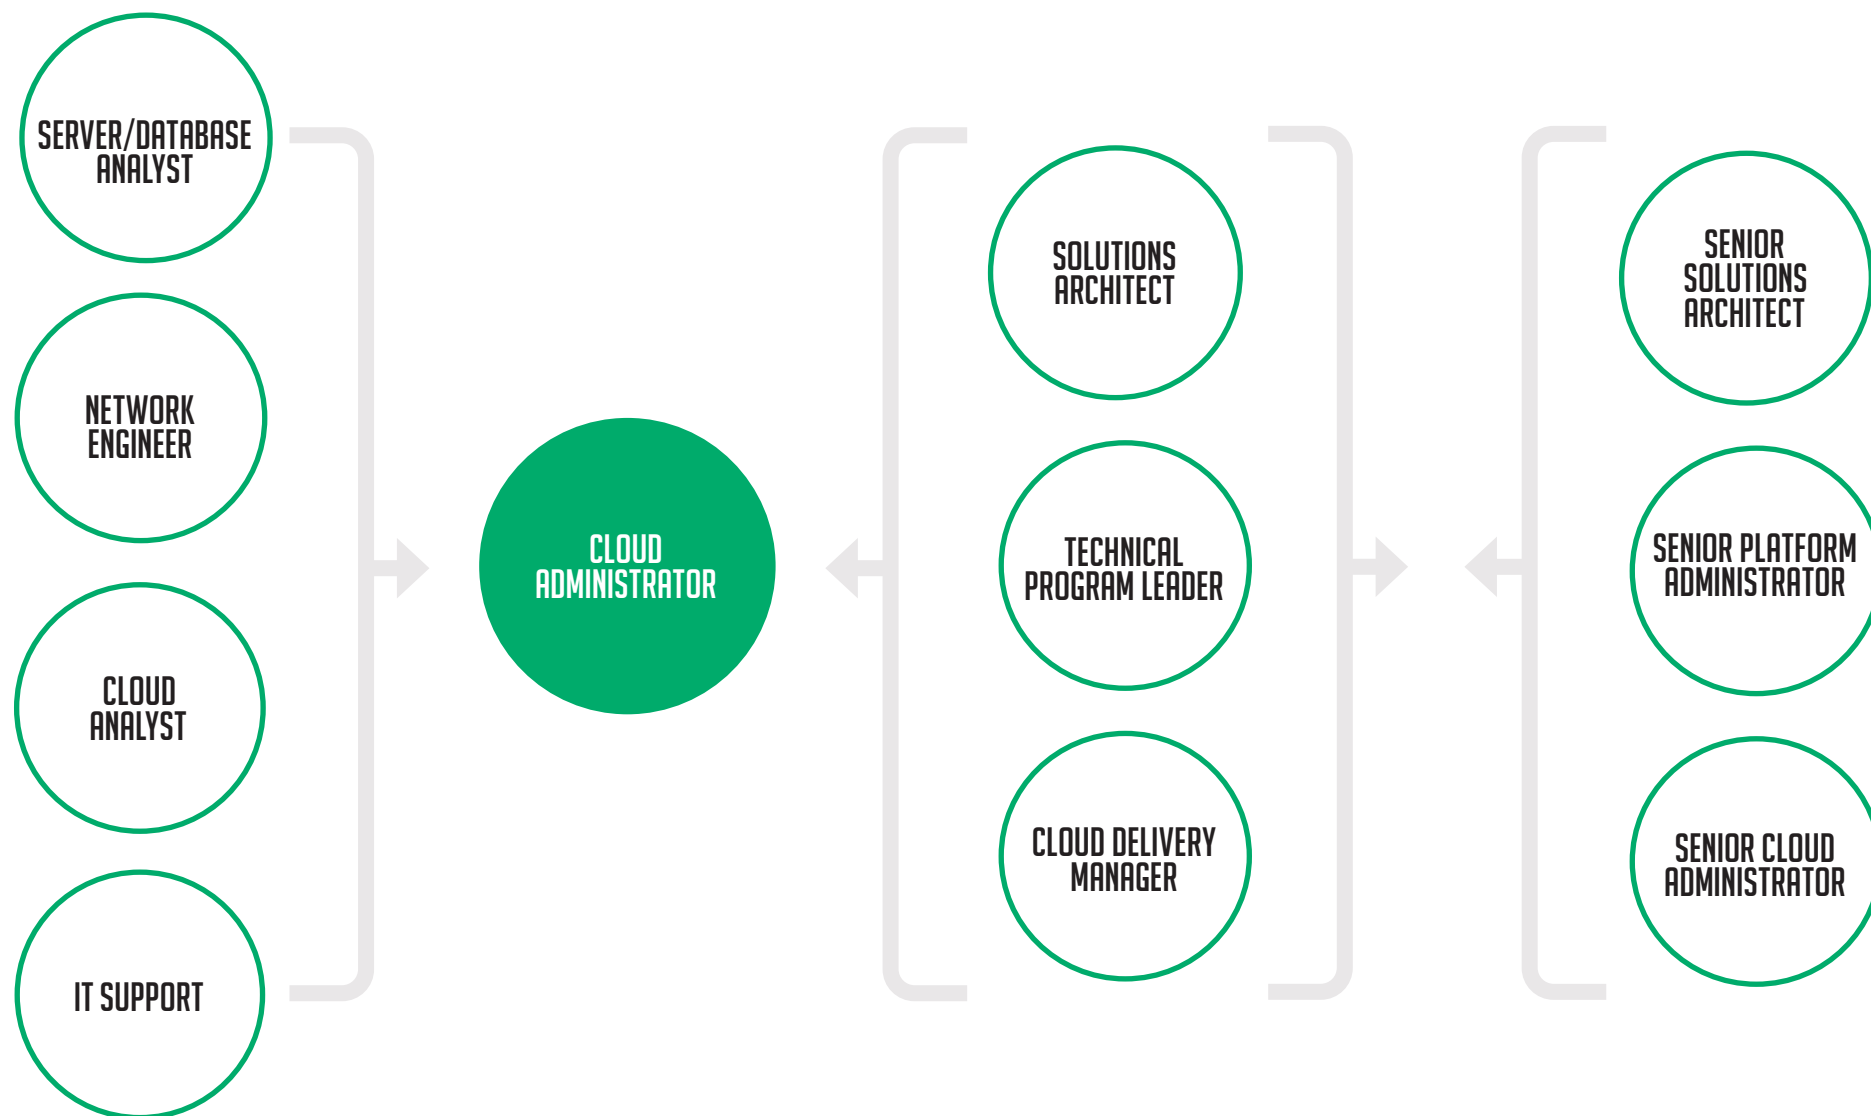 SERVER/DATABASE
ANALYST
NETWORK
ENGINEER
CLOUD
ANALYST
IT SUPPORT
CLOUD
ADMINISTRATOR
SOLUTIONS
ARCHITECT
TECHNICAL
PROGRAM LEADER
CLOUD DELIVERY
MANAGER
SENIOR
SOLUTIONS
ARCHITECT
SENIOR PLATFORM
ADMINISTRATOR
SENIOR CLOUD
ADMINISTRATOR